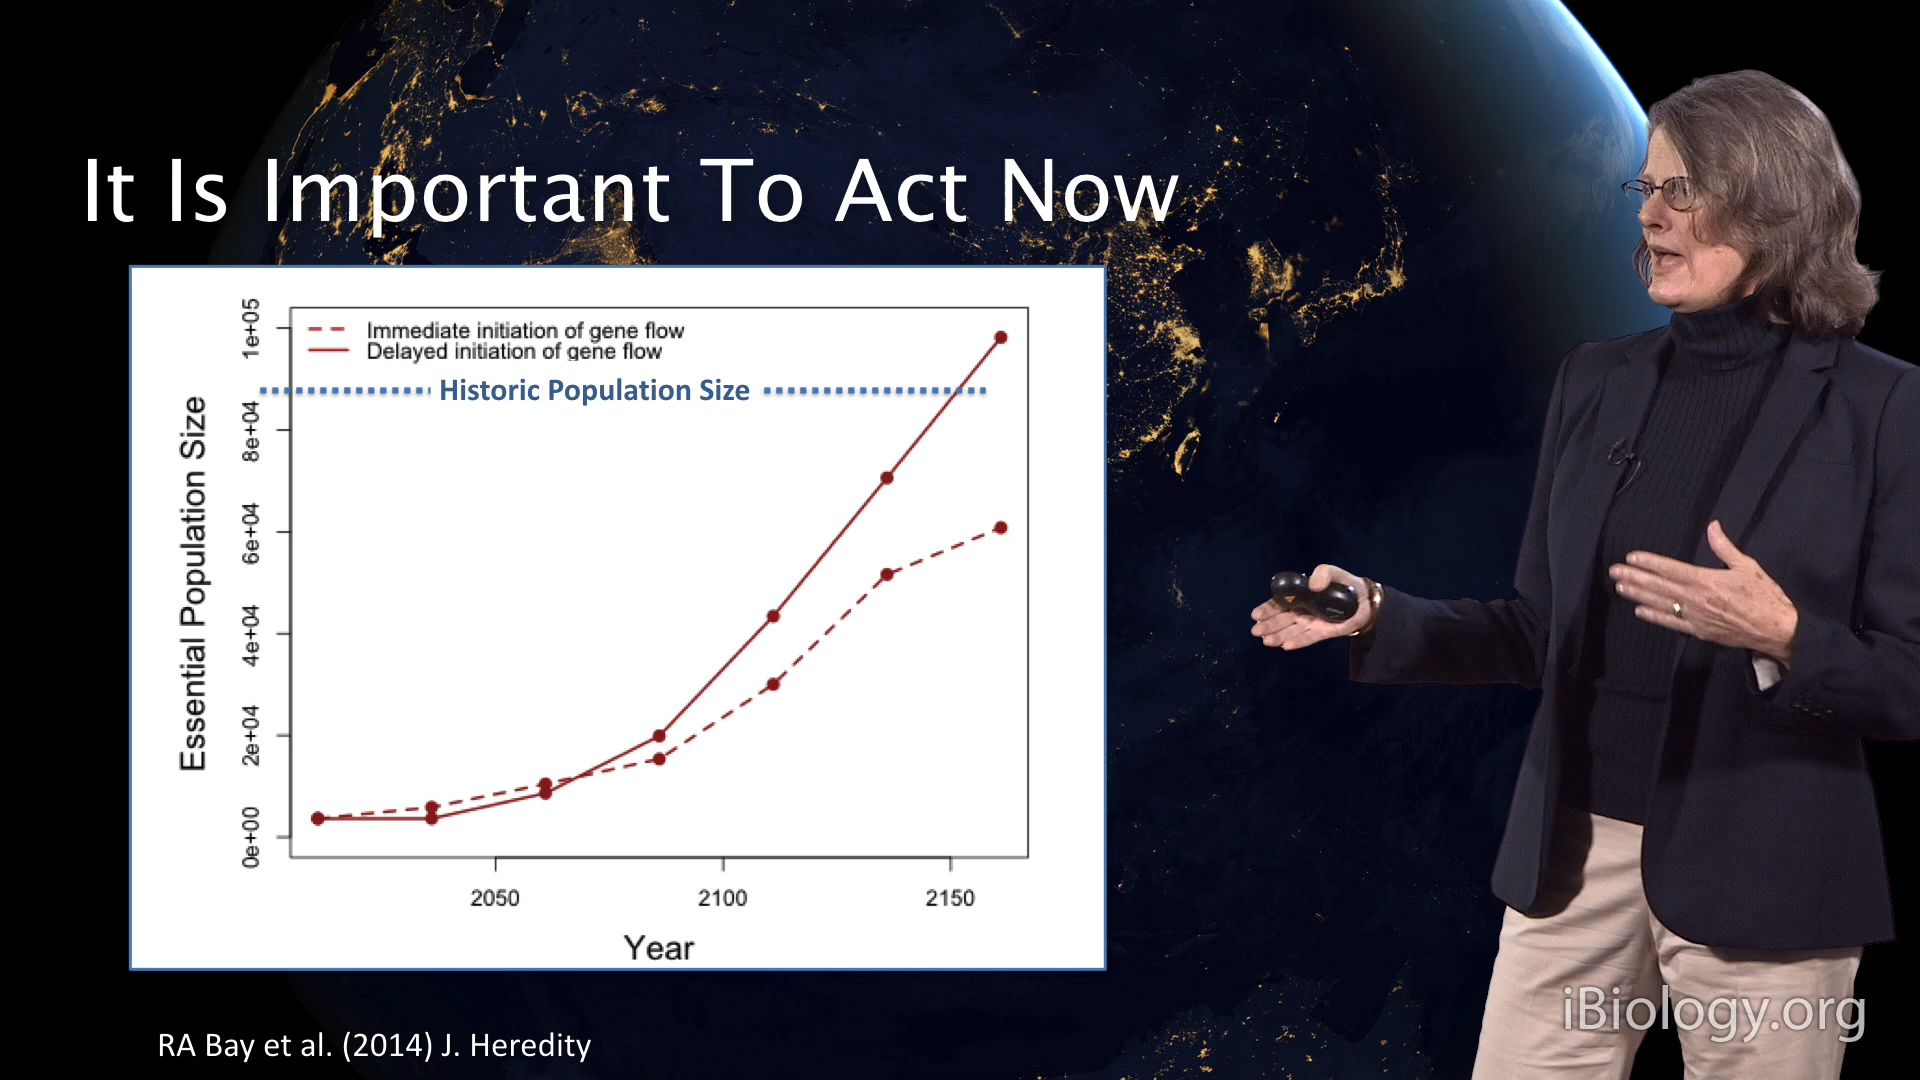 It Is Important To Act Now
Immediate initiation of gene flow
Delayed initiation of gene flow
Historic Population Size
Essential Population Size
1e+05
8e+04
6e+04
4e+04
2e+04
0e+00
2050 2100 2150
Year
RA Bay et al. (2014) J. Heredity
iBiology.org